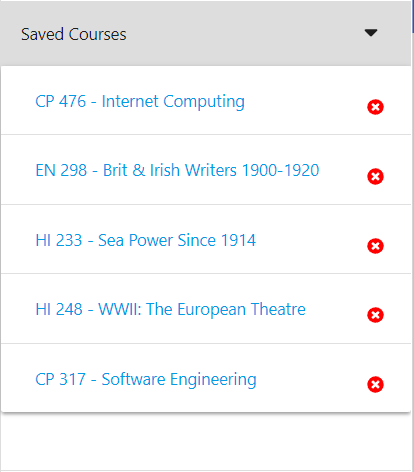 Saved Courses
CP 476 - Internet Computing
EN 298 - Brit & Irish Writers 1900-1920
HI 233 - Sea Power Since 1914
HI 248 - WWII: The European Theatre
CP 317 - Software Engineering